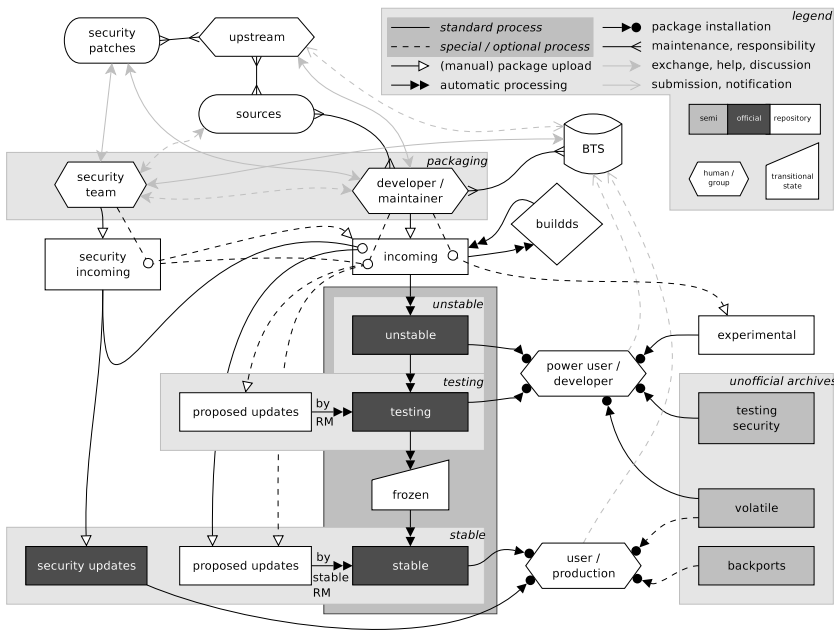 legend
standard process
special / optional process
(manual) package upload
automatic processing
package installation
maintenance, responsibility
exchange, help, discussion
submission, notification
semi
official
repository
human /
group
transitional
state
security
patches
upstream
sources
BTS
packaging
security
team
developer /
maintainer
buildds
security
incoming
incoming
unstable
unstable
experimental
power user /
developer
testing
proposed updates
by
RM
testing
unofficial archives
testing
security
frozen
volatile
stable
security updates
proposed updates
by
stable
RM
stable
user /
production
backports